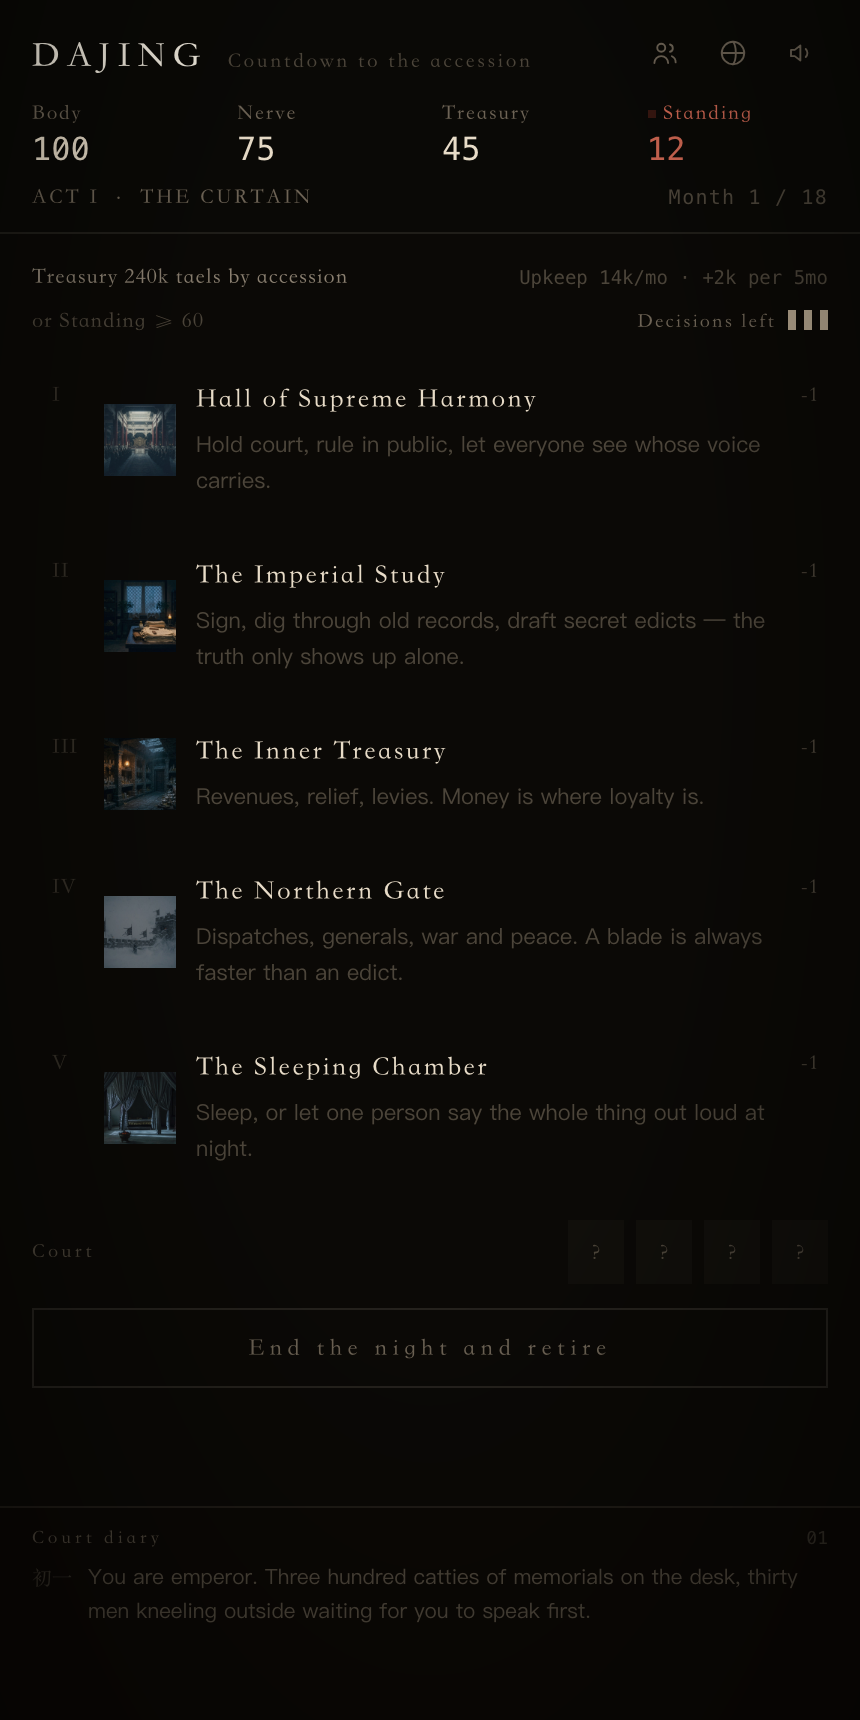 DAJING Countdown to the accession
Body Nerve Treasury Standing
100 75 45 12
ACT I · THE CURTAIN Month 1 / 18
Treasury 240k taels by accession Upkeep 14k/mo · +2k per 5mo
or Standing ⩾ 60 Decisions left
I Hall of Supreme Harmony -1
Hold court, rule in public, let everyone see whose voice
carries.
II The Imperial Study -1
Sign, dig through old records, draft secret edicts — the
truth only shows up alone.
III The Inner Treasury -1
Revenues, relief, levies. Money is where loyalty is.
IV The Northern Gate -1
Dispatches, generals, war and peace. A blade is always
faster than an edict.
V The Sleeping Chamber -1
Sleep, or let one person say the whole thing out loud at
night.
Court ? ? ? ?
End the night and retire
Court diary 01
初一 You are emperor. Three hundred catties of memorials on the desk, thirty
men kneeling outside waiting for you to speak first.